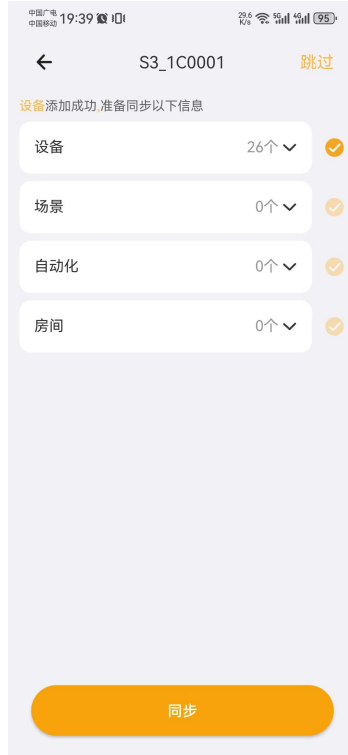 中国广电
中国移动 19:39 29.6 K/s 5G 4G 95
S3_1C0001 跳过
设备添加成功,准备同步以下信息
设备 26个
场景 0个
自动化 0个
房间 0个
同步